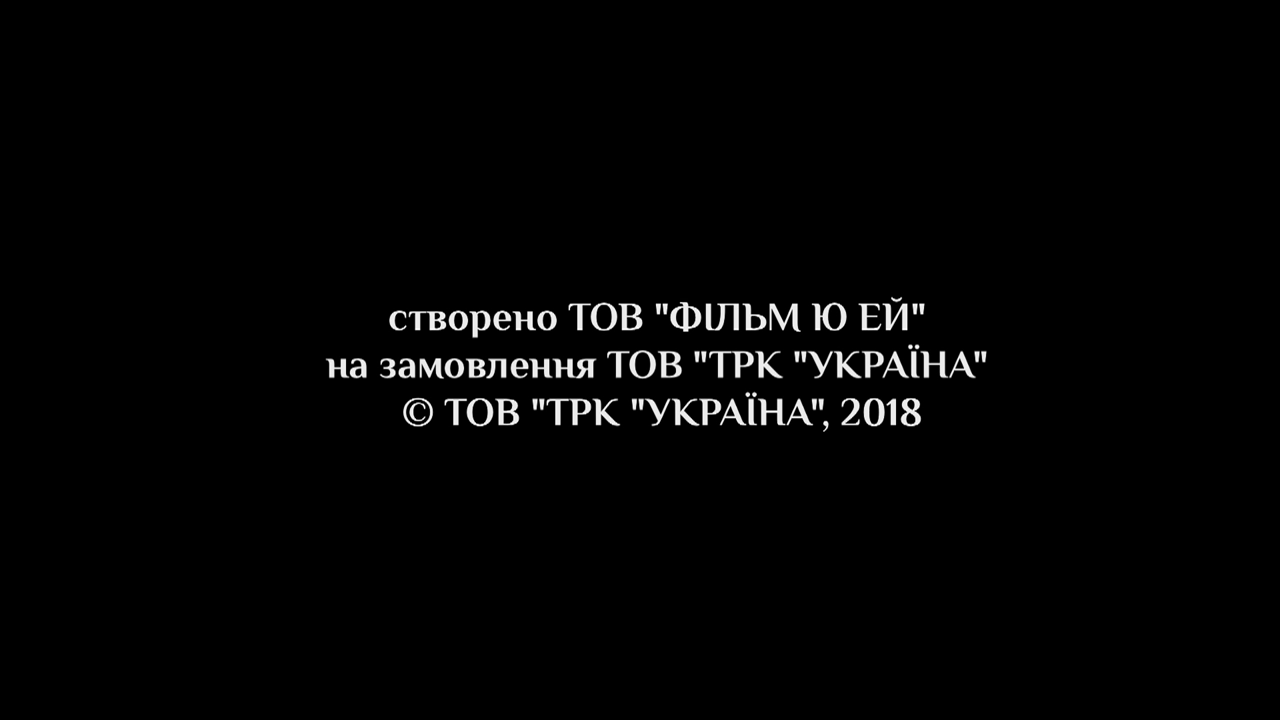 створено ТОВ "ФІЛЬМ Ю ЕЙ"
на замовлення ТОВ "ТРК "УКРАЇНА"
© ТОВ "ТРК "УКРАЇНА", 2018